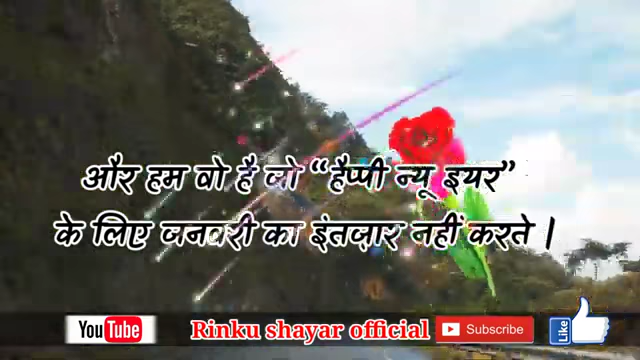 और हम वो है जो “हैप्पी न्यू इयर”
के लिए जनवरी का इंतज़ार नहीं करते |
YouTube Rinku shayar official Subscribe Like